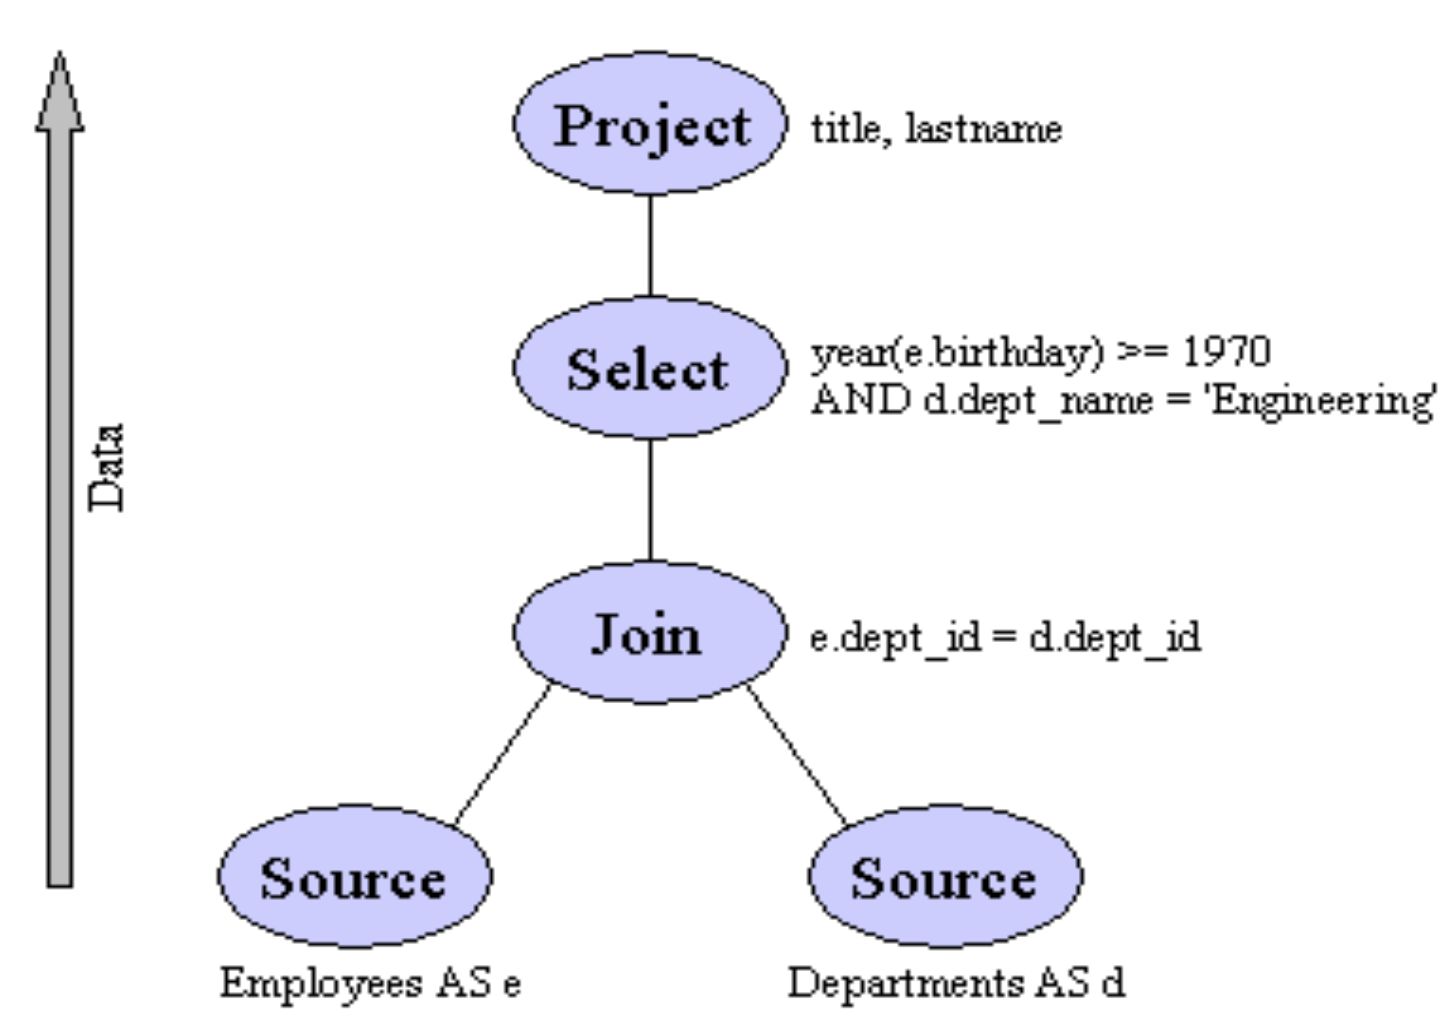 Project
title, lastname
Select
year(e.birthday) >= 1970
AND d.dept_name = 'Engineering'
Data
Join
e.dept_id = d.dept_id
Source
Source
Employees AS e
Departments AS d